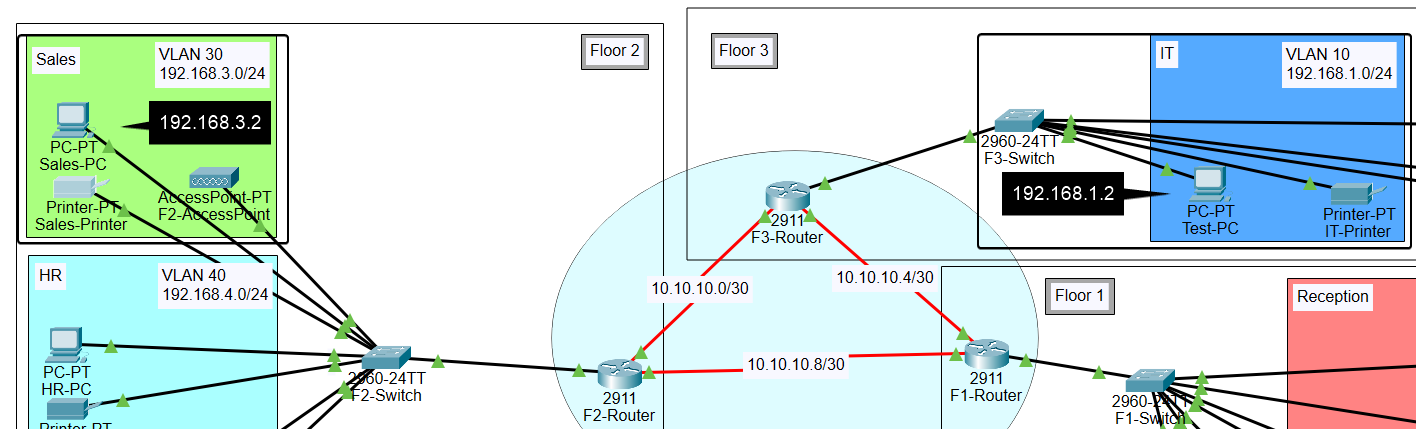 Sales
VLAN 30
192.168.3.0/24
192.168.3.2
PC-PT
Sales-PC
AccessPoint-PT
F2-AccessPoint
Printer-PT
Sales-Printer
HR
VLAN 40
192.168.4.0/24
PC-PT
HR-PC
Printer-PT
2960-24TT
F2-Switch
Floor 2
Floor 3
2911
F3-Router
10.10.10.0/30
10.10.10.4/30
10.10.10.8/30
2911
F2-Router
2911
F1-Router
2960-24TT
F3-Switch
IT
VLAN 10
192.168.1.0/24
192.168.1.2
PC-PT
Test-PC
Printer-PT
IT-Printer
Floor 1
Reception
2960-24TT
F1-Switch